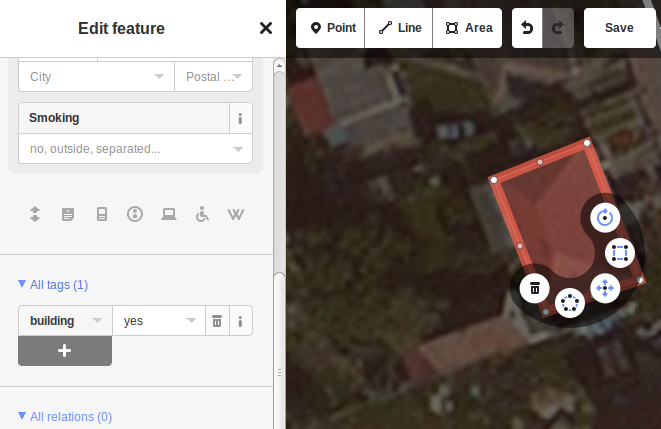 Edit feature
Point
Line
Area
Save
City
Postal ...
Smoking
no, outside, separated...
W
All tags (1)
building
yes
All relations (0)